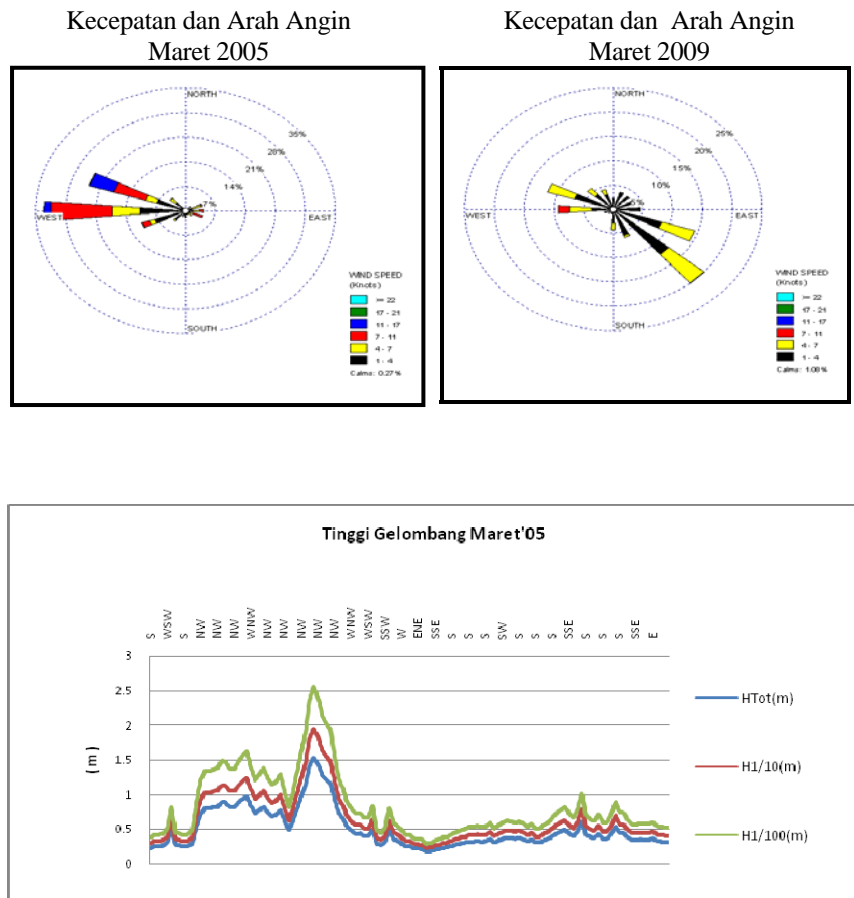 Kecepatan dan Arah Angin
Maret 2005
NORTH
35%
28%
21%
14%
7%
WEST
EAST
SOUTH
WIND SPEED
(Knots)
>= 22
17 - 21
11 - 17
7 - 11
4 - 7
1 - 4
Calms: 0.27%
Kecepatan dan Arah Angin
Maret 2009
NORTH
25%
20%
15%
10%
5%
WEST
EAST
SOUTH
WIND SPEED
(Knots)
>= 22
17 - 21
11 - 17
7 - 11
4 - 7
1 - 4
Calms: 1.08%
Tinggi Gelombang Maret'05
S WSW S NW NW NW WNW NW NW NW NW NW WNW WSW SSW W ENE SSE S S S SW S S S SSE S S S SSE E
3
2.5
2
1.5
1
0.5
0
(m)
HTot(m)
H1/10(m)
H1/100(m)